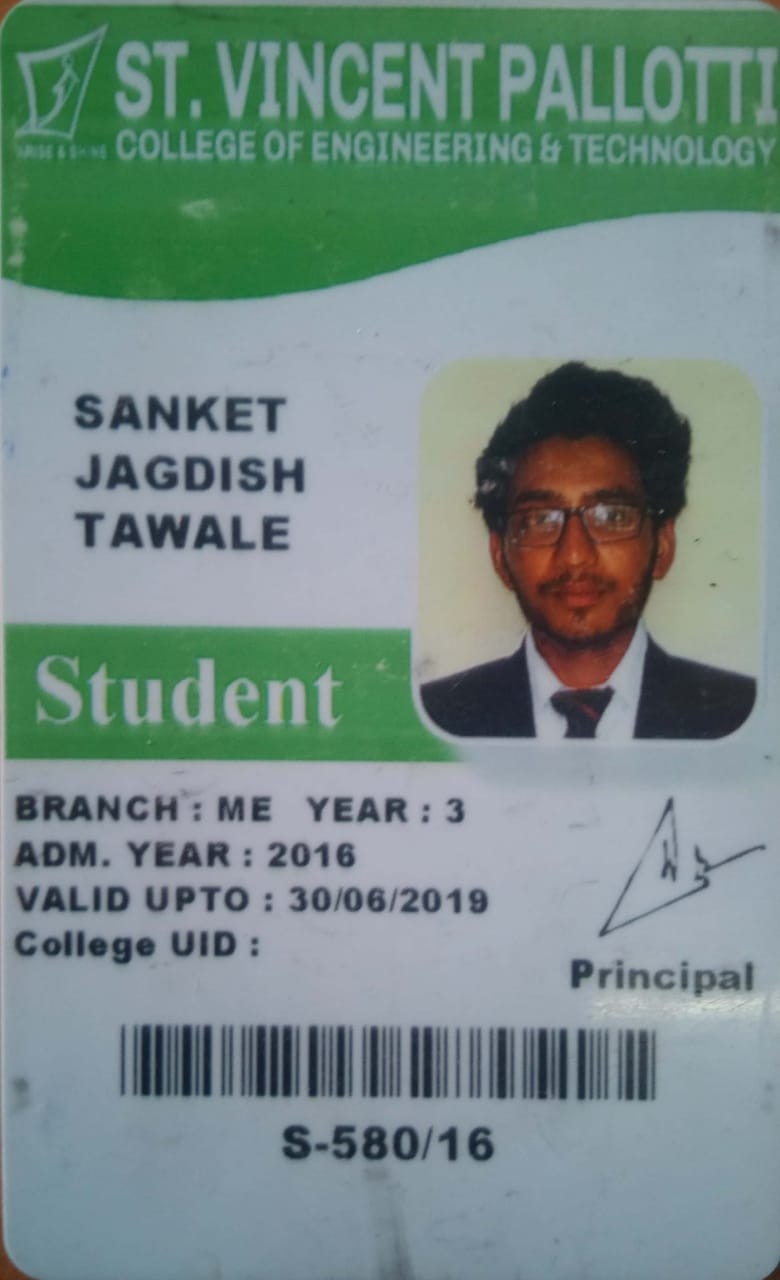 ST. VINCENT PALLOTTI
COLLEGE OF ENGINEERING & TECHNOLOGY
ARISE & SHINE
SANKET
JAGDISH
TAWALE
Student
BRANCH : ME YEAR : 3
ADM. YEAR : 2016
VALID UPTO : 30/06/2019
College UID :
Principal
S-580/16